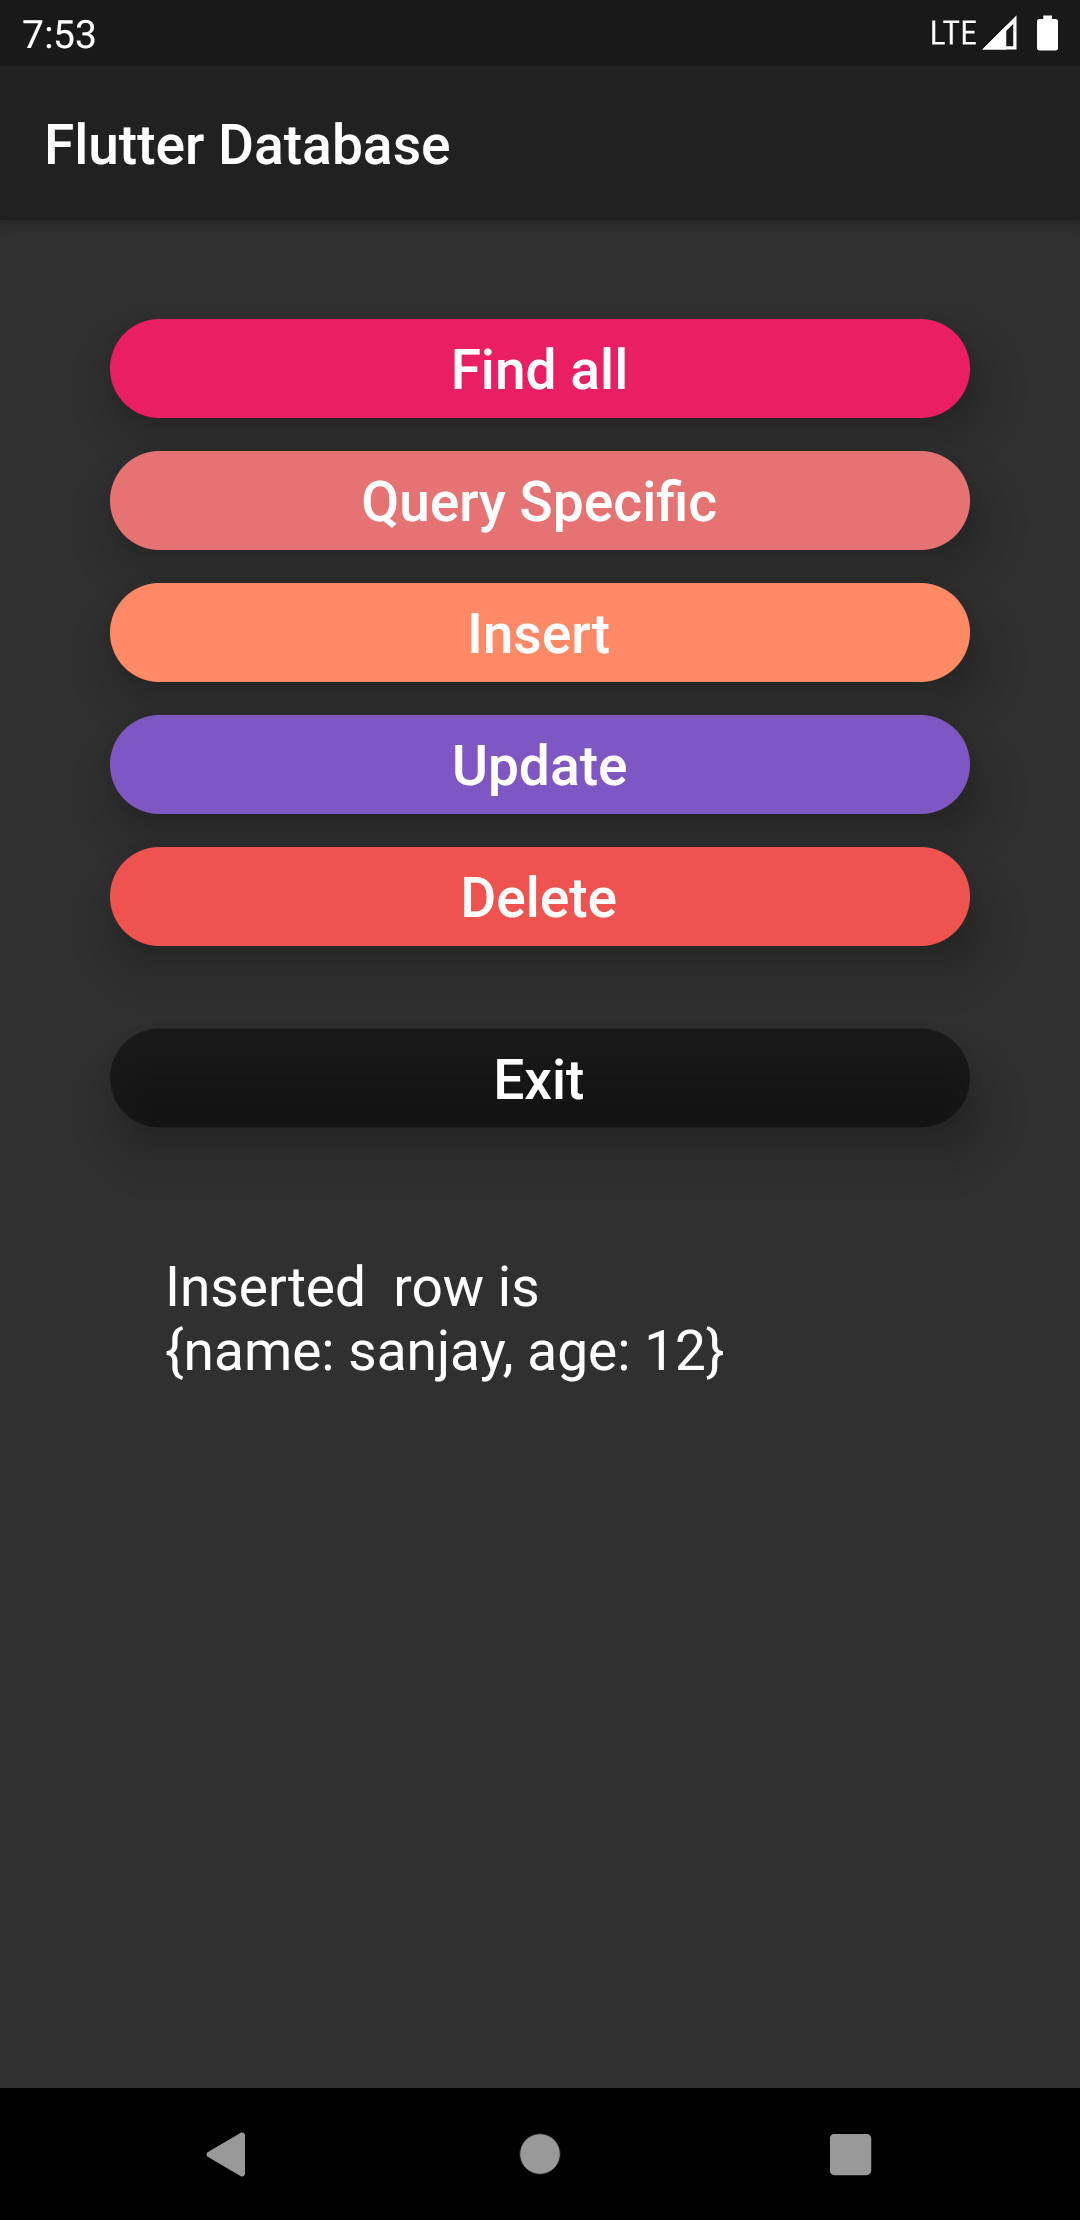 7:53 LTE
Flutter Database
Find all
Query Specific
Insert
Update
Delete
Exit
Inserted  row is
{name: sanjay, age: 12}